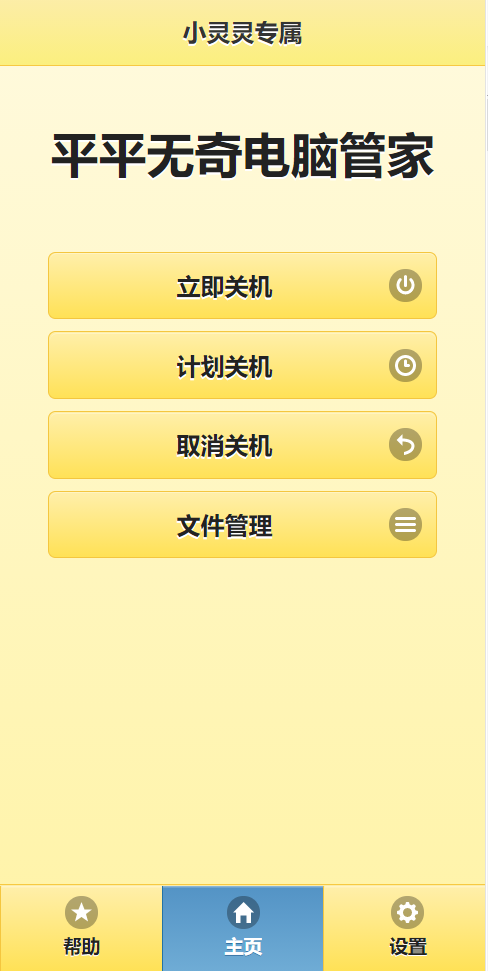 小灵灵专属
平平无奇电脑管家
立即关机
计划关机
取消关机
文件管理
帮助
主页
设置